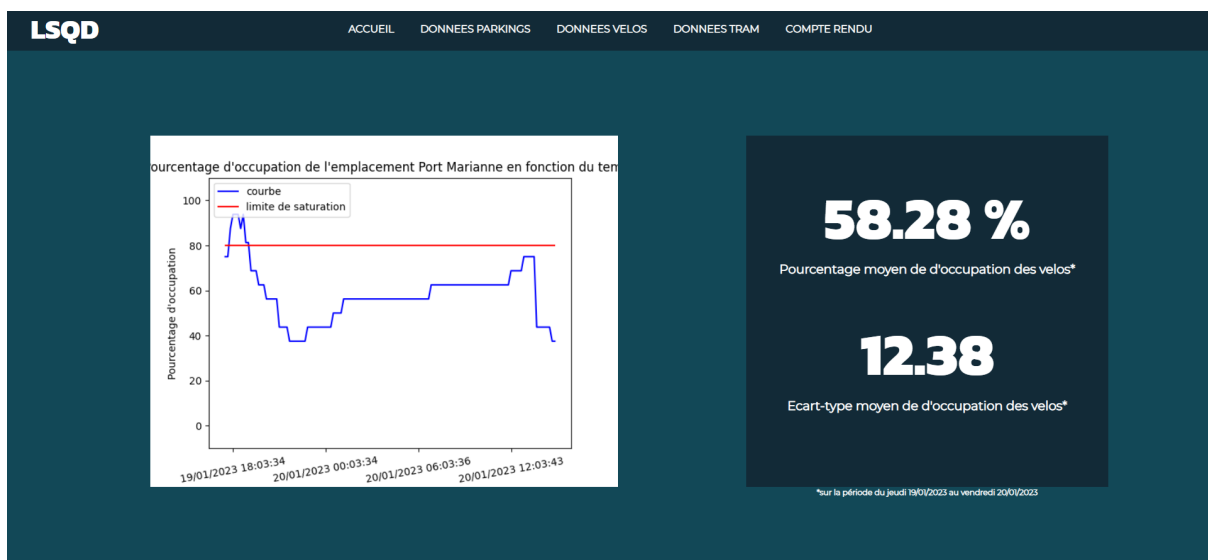 LSQD
ACCUEIL DONNEES PARKINGS DONNEES VELOS DONNEES TRAM COMPTE RENDU
ourcentage d'occupation de l'emplacement Port Marianne en fonction du tem
courbe
limite de saturation
Pourcentage d'occupation
100
80
60
40
20
0
19/01/2023 18:03:34
20/01/2023 00:03:34
20/01/2023 06:03:36
20/01/2023 12:03:43
58.28 %
Pourcentage moyen de d'occupation des velos*
12.38
Ecart-type moyen de d'occupation des velos*
*sur la période du jeudi 19/01/2023 au vendredi 20/01/2023